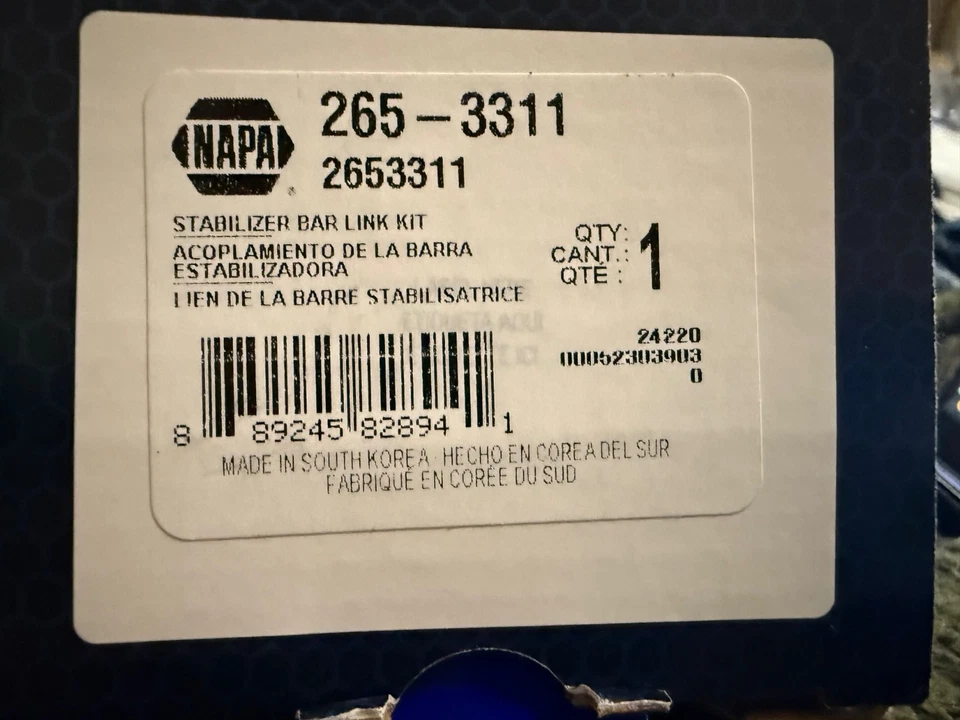 NAPA
265-3311
2653311
STABILIZER BAR LINK KIT
ACOPLAMIENTO DE LA BARRA
ESTABILIZADORA
LIEN DE LA BARRE STABILISATRICE
QTY:
CANT.:
QTÉ :
1
24220
00052303903
0
8 89245 82894 1
MADE IN SOUTH KOREA HECHO EN COREA DEL SUR
FABRIQUÉ EN CORÉE DU SUD